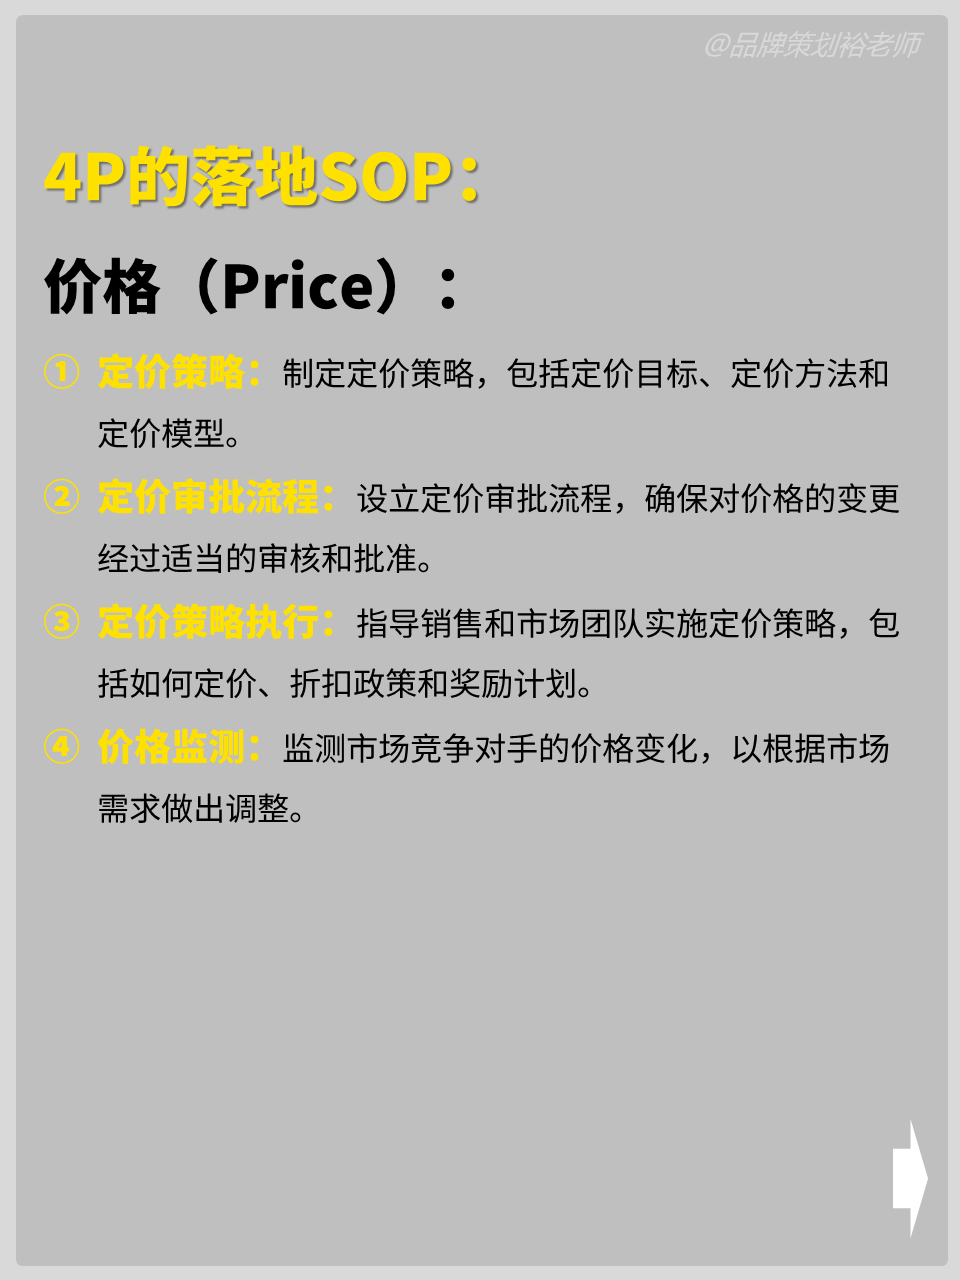 @品牌策划裕老师
4P的落地SOP：
价格（Price）：
① 定价策略：制定定价策略，包括定价目标、定价方法和
定价模型。
② 定价审批流程：设立定价审批流程，确保对价格的变更
经过适当的审核和批准。
③ 定价策略执行：指导销售和市场团队实施定价策略，包
括如何定价、折扣政策和奖励计划。
④ 价格监测：监测市场竞争对手的价格变化，以根据市场
需求做出调整。